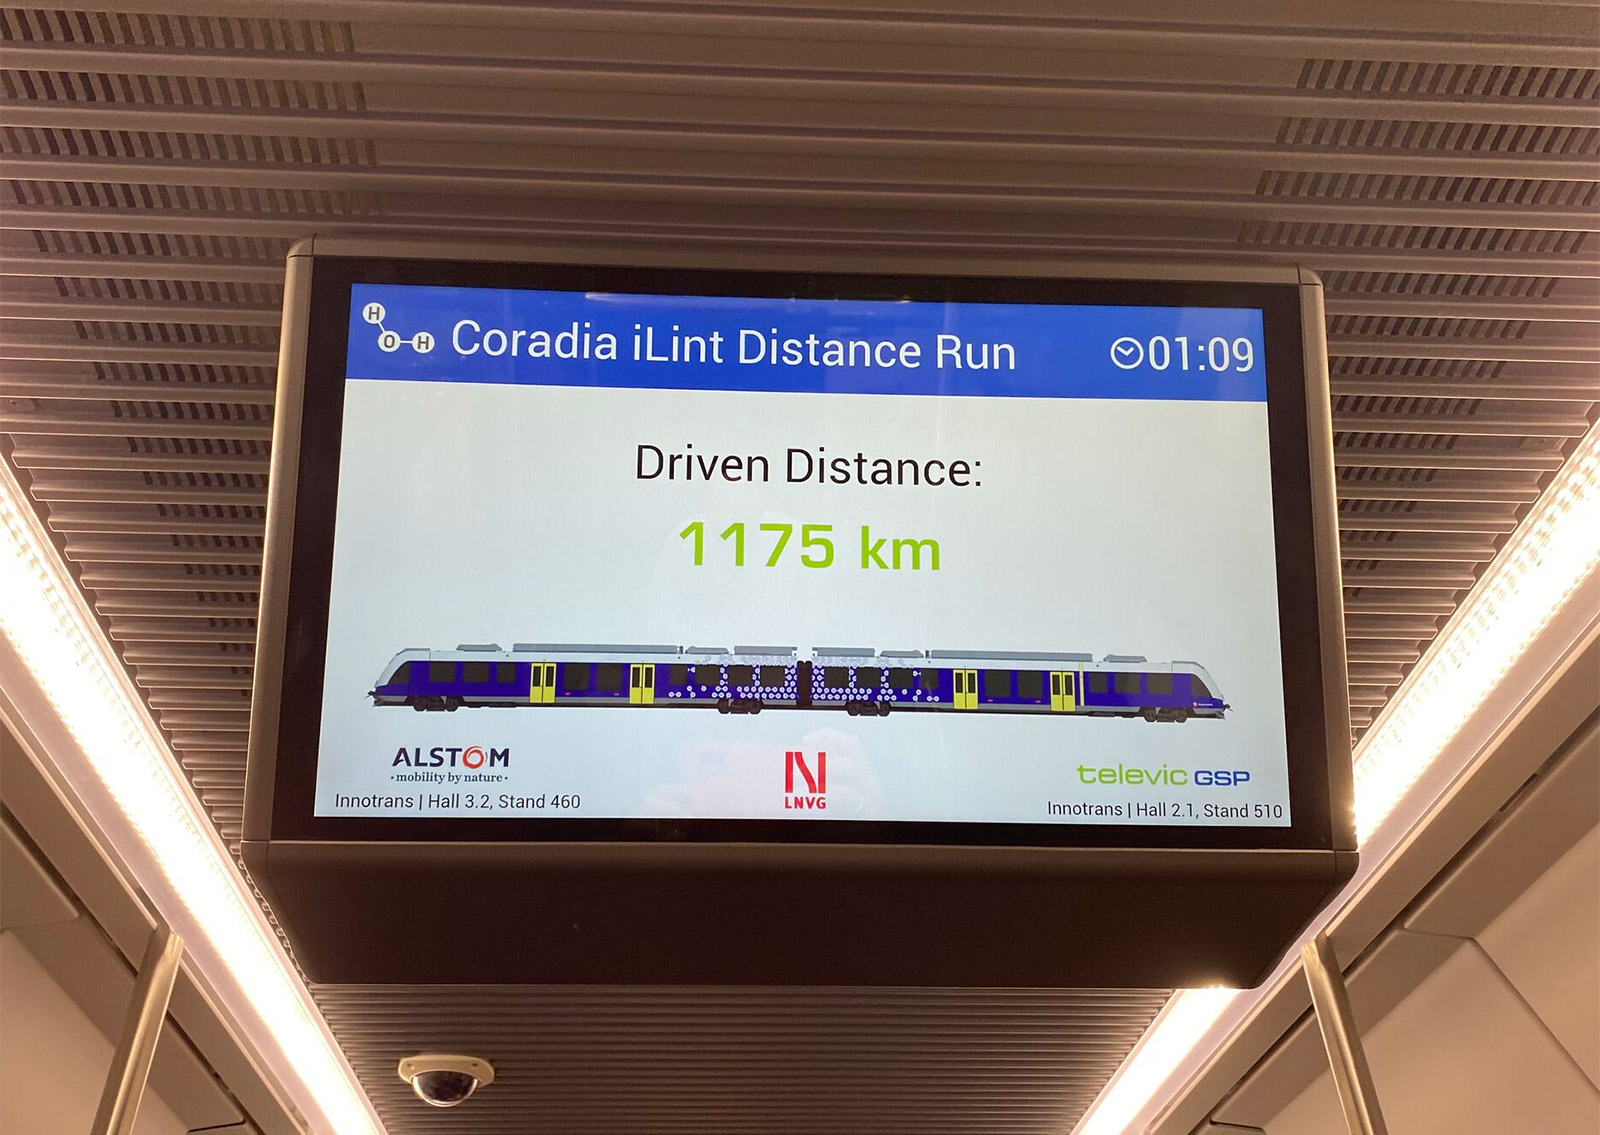 H
O H
Coradia iLint Distance Run
01:09
Driven Distance:
1175 km
ALSTOM
• mobility by nature •
Innotrans | Hall 3.2, Stand 460
LNVG
televic GSP
Innotrans | Hall 2.1, Stand 510